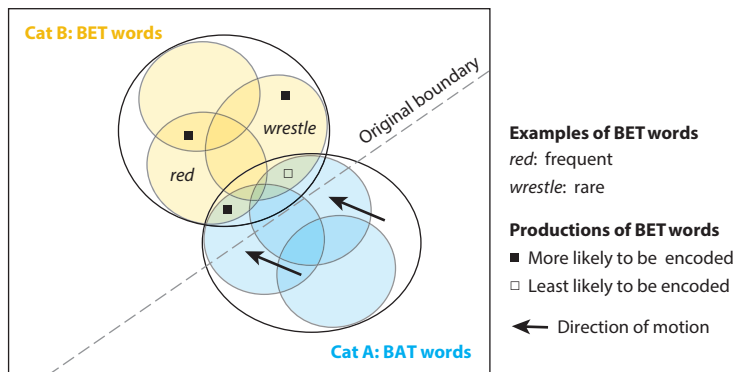 Cat B: BET words
Original boundary
wrestle
red
Cat A: BAT words
Examples of BET words
red: frequent
wrestle: rare
Productions of BET words
More likely to be encoded
Least likely to be encoded
Direction of motion